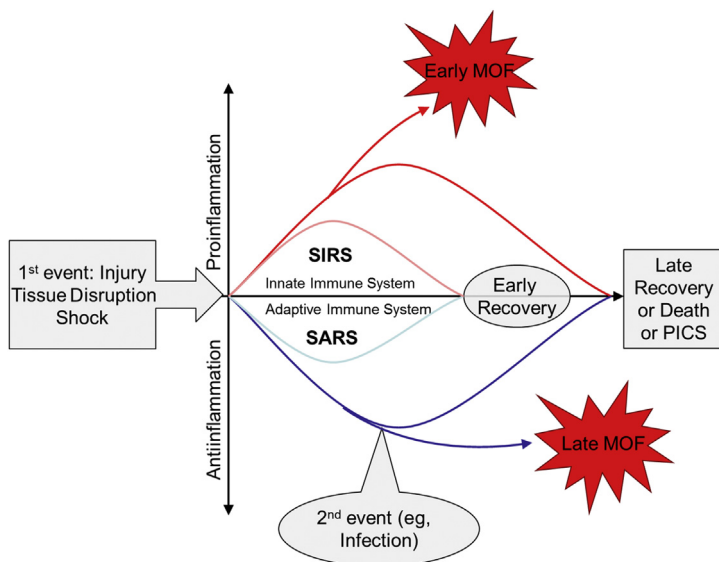 Early MOF
Proinflammation
1st event: Injury
Tissue Disruption
Shock
SIRS
Innate Immune System
Adaptive Immune System
SARS
Early
Recovery
Late
Recovery
or Death
or PICS
Antiinflammation
Late MOF
2nd event (eg,
Infection)